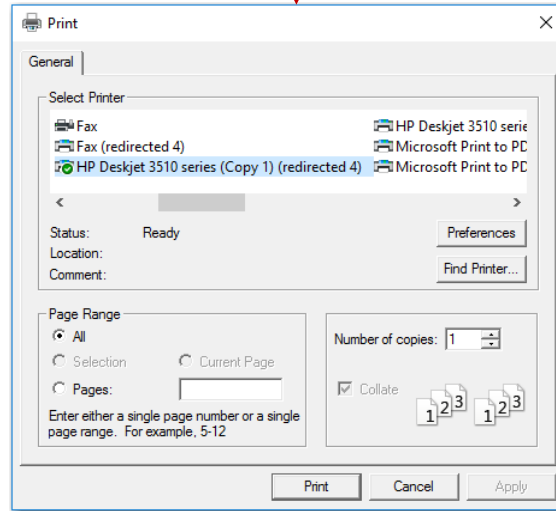 Print
General
Select Printer
Fax
HP Deskjet 3510 serie
Fax (redirected 4)
Microsoft Print to PD
HP Deskjet 3510 series (Copy 1) (redirected 4)
Microsoft Print to PD
Status: Ready
Preferences
Location:
Comment:
Find Printer...
Page Range
All
Selection
Current Page
Pages:
Enter either a single page number or a single
page range. For example, 5-12
Number of copies: 1
Collate
1 2 3 1 2 3
Print Cancel Apply